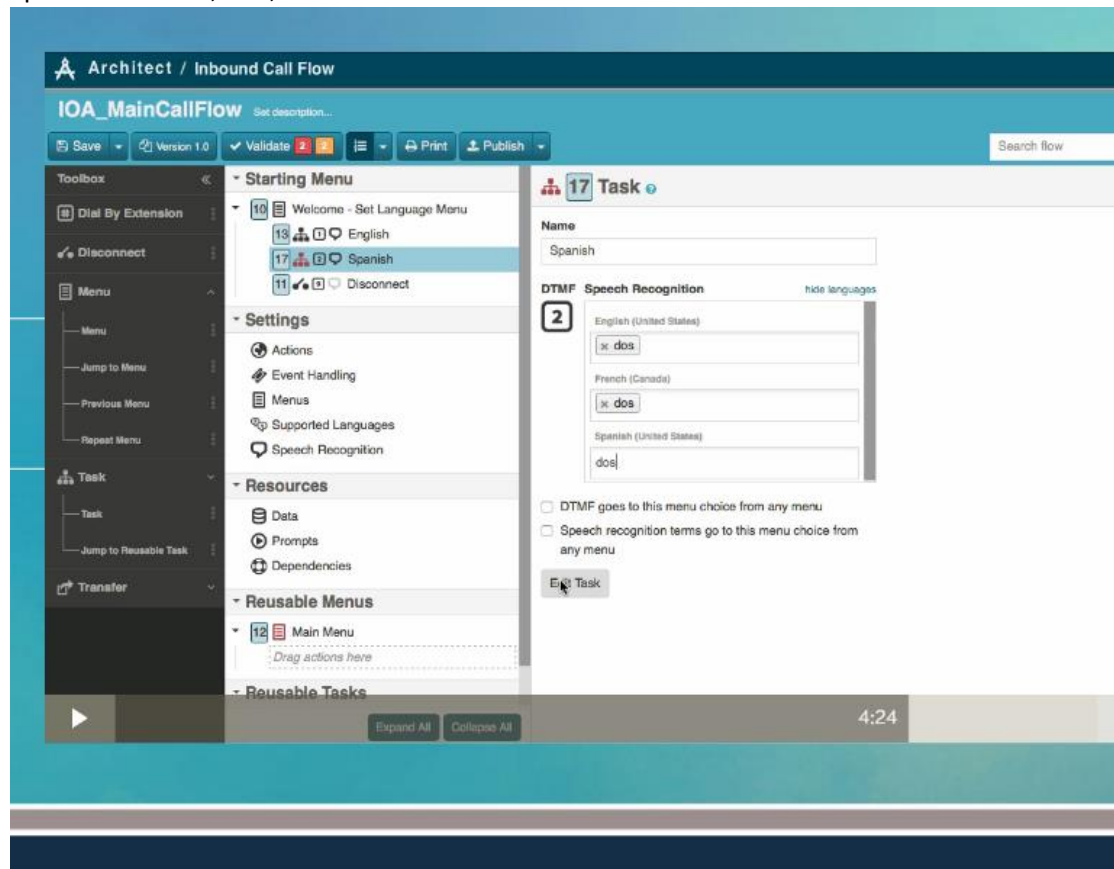 Architect / Inbound Call Flow
IOA_MainCallFlow Set description...
Save Version 1.0 Validate 2 2 Print Publish Search flow
Toolbox
Dial By Extension
Disconnect
Menu
Menu
Jump to Menu
Previous Menu
Repeat Menu
Task
Task
Jump to Reusable Task
Transfer
Starting Menu
10 Welcome - Set Language Menu
13 1 English
17 2 Spanish
11 9 Disconnect
Settings
Actions
Event Handling
Menus
Supported Languages
Speech Recognition
Resources
Data
Prompts
Dependencies
Reusable Menus
12 Main Menu
Drag actions here
Reusable Tasks
Expand All Collapse All
17 Task
Name
Spanish
DTMF Speech Recognition hide languages
2
English (United States)
× dos
French (Canada)
× dos
Spanish (United States)
dos
DTMF goes to this menu choice from any menu
Speech recognition terms go to this menu choice from
any menu
Edit Task
4:24